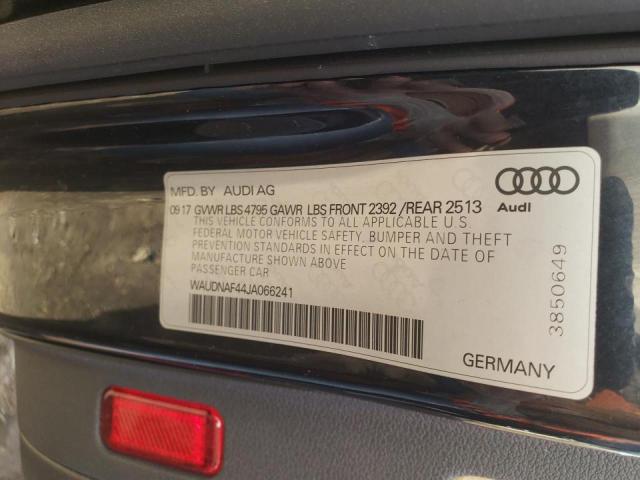 MFD. BY AUDI AG
09 17 GVWR LBS 4795 GAWR LBS FRONT 2392 / REAR 2513
THIS VEHICLE CONFORMS TO ALL APPLICABLE U.S.
FEDERAL MOTOR VEHICLE SAFETY, BUMPER AND THEFT
PREVENTION STANDARDS IN EFFECT ON THE DATE OF
MANUFACTURE SHOWN ABOVE
PASSENGER CAR
WAUDNAF44JA066241
Audi
3850649
GERMANY